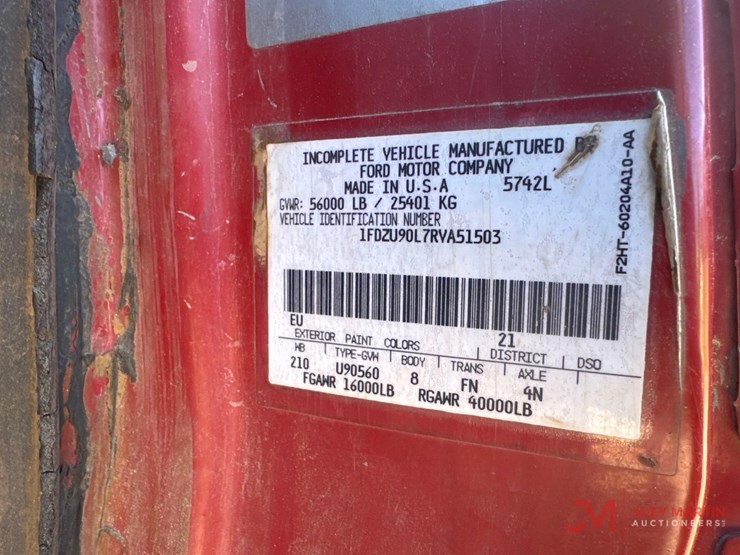 INCOMPLETE VEHICLE MANUFACTURED BY
FORD MOTOR COMPANY
MADE IN U.S.A 5742L
GVWR: 56000 LB / 25401 KG
VEHICLE IDENTIFICATION NUMBER
1FDZU90L7RVA51503
F2HT-60204A10-AA
EU 21
EXTERIOR PAINT COLORS DISTRICT DSO
WB TYPE-GVW BODY TRANS AXLE
210 U90560 8 FN 4N
FGAWR 16000LB RGAWR 40000LB
AUCTIONEERS